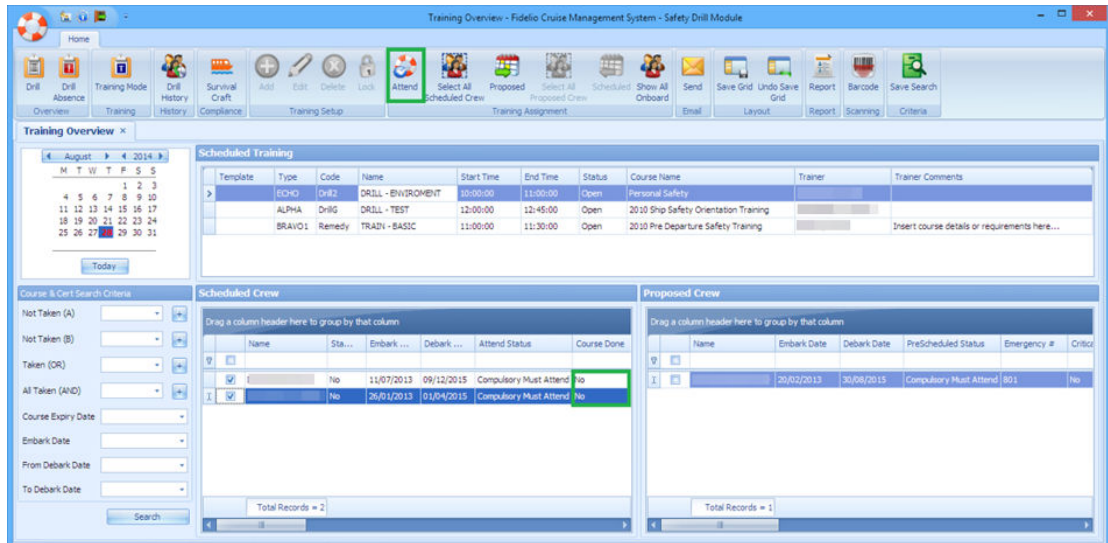 Training Overview - Fidelio Cruise Management System - Safety Drill Module
Home
Drill
Drill Absence
Training Mode
Drill History
Survival Craft
Add
Edit
Delete
Lock
Attend
Select All Scheduled Crew
Proposed
Select All Proposed Crew
Scheduled
Show All Onboard
Send
Save Grid
Undo Save Grid
Report
Barcode
Save Search
Overview
Training
History
Compliance
Training Setup
Training Assignment
Email
Layout
Report
Scanning
Criteria
Training Overview ×
August 2014
M T W T F S S
1 2 3
4 5 6 7 8 9 10
11 12 13 14 15 16 17
18 19 20 21 22 23 24
25 26 27 28 29 30 31
Today
Scheduled Training
Template Type Code Name Start Time End Time Status Course Name Trainer Trainer Comments
ECHO Drill2 DRILL - ENVIROMENT 10:00:00 11:00:00 Open Personal Safety
ALPHA DrillG DRILL - TEST 12:00:00 12:45:00 Open 2010 Ship Safety Orientation Training
BRAVO1 Remedy TRAIN - BASIC 11:00:00 11:30:00 Open 2010 Pre Departure Safety Training Insert course details or requirements here...
Course & Cert Search Criteria
Not Taken (A)
Not Taken (B)
Taken (OR)
All Taken (AND)
Course Expiry Date
Embark Date
From Debark Date
To Debark Date
Search
Scheduled Crew
Drag a column header here to group by that column
Name Sta... Embark ... Debark ... Attend Status Course Done
No 11/07/2013 09/12/2015 Compulsory Must Attend No
No 26/01/2013 01/04/2015 Compulsory Must Attend No
Total Records = 2
Proposed Crew
Drag a column header here to group by that column
Name Embark Date Debark Date PreScheduled Status Emergency # Critica
20/02/2013 30/08/2015 Compulsory Must Attend 801 No
Total Records = 1